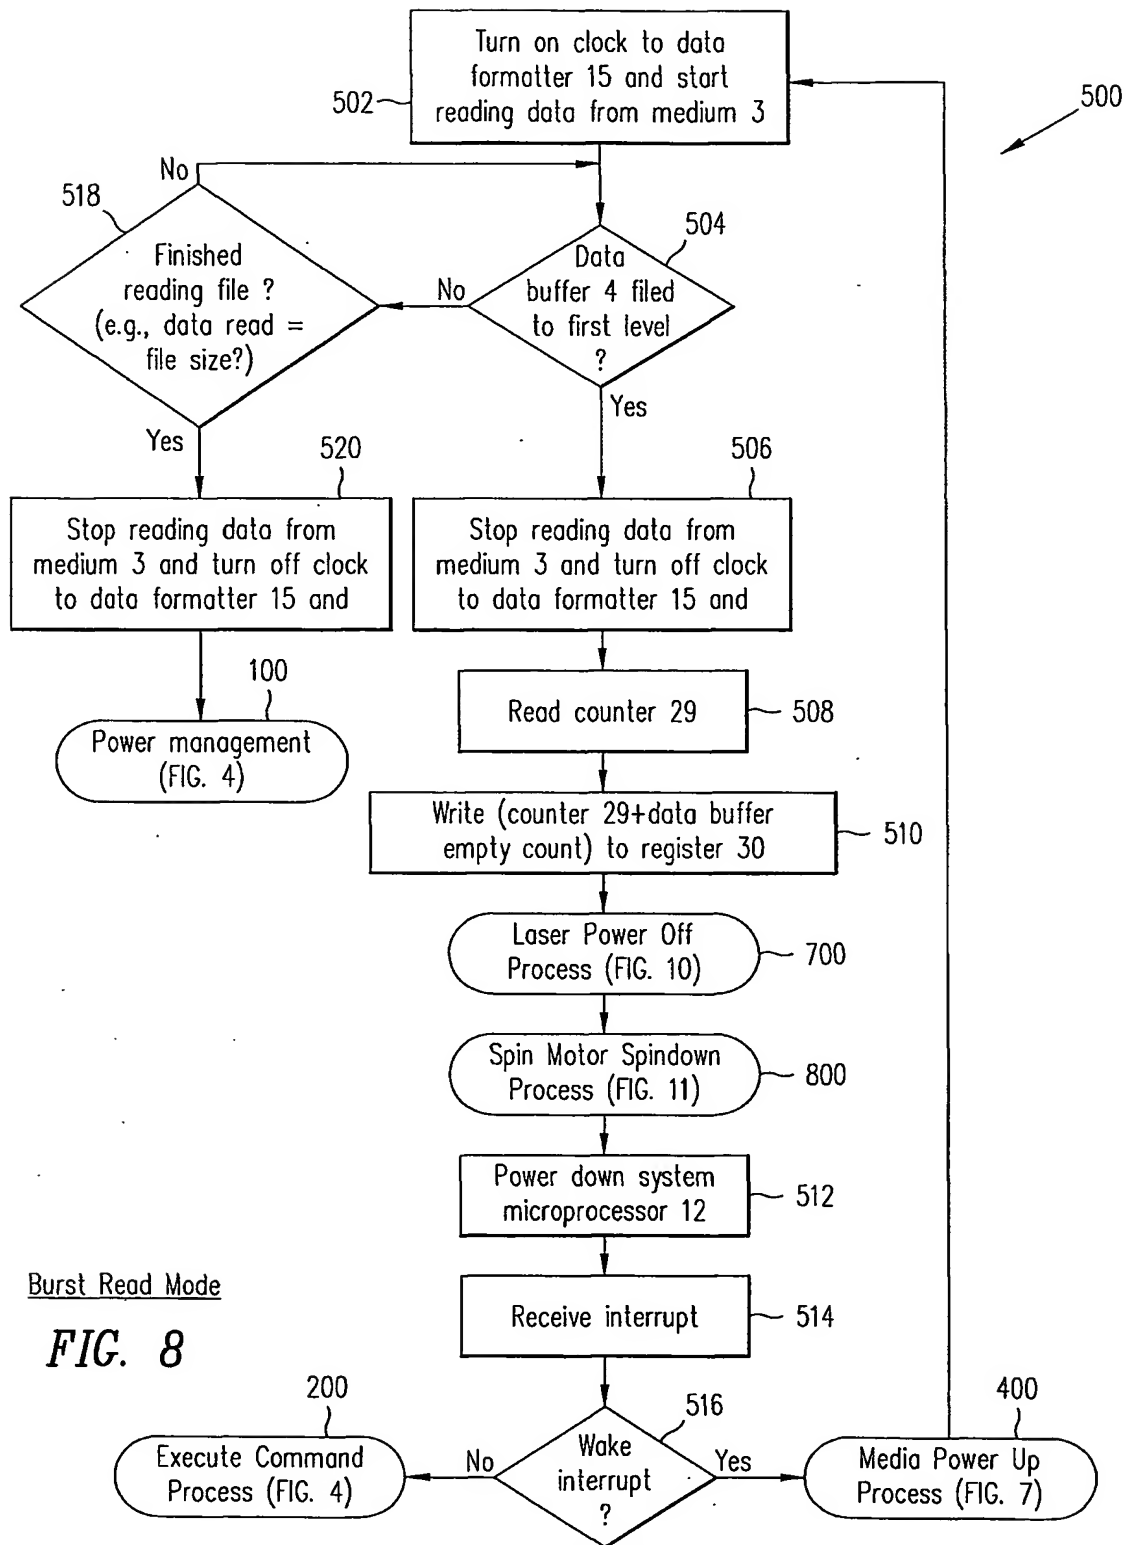 Turn on clock to data
formatter 15 and start
reading data from medium 3
502
500
No
518
504
Finished
reading file ?
(e.g., data read =
file size?)
No
Data
buffer 4 filed
to first level
?
Yes
Yes
520
506
Stop reading data from
medium 3 and turn off clock
to data formatter 15 and
Stop reading data from
medium 3 and turn off clock
to data formatter 15 and
100
Power management
(FIG. 4)
Read counter 29
508
Write (counter 29+data buffer
empty count) to register 30
510
Laser Power Off
Process (FIG. 10)
700
Spin Motor Spindown
Process (FIG. 11)
800
Power down system
microprocessor 12
512
Burst Read Mode
FIG. 8
Receive interrupt
514
200
516
400
Execute Command
Process (FIG. 4)
No
Wake
interrupt
?
Yes
Media Power Up
Process (FIG. 7)